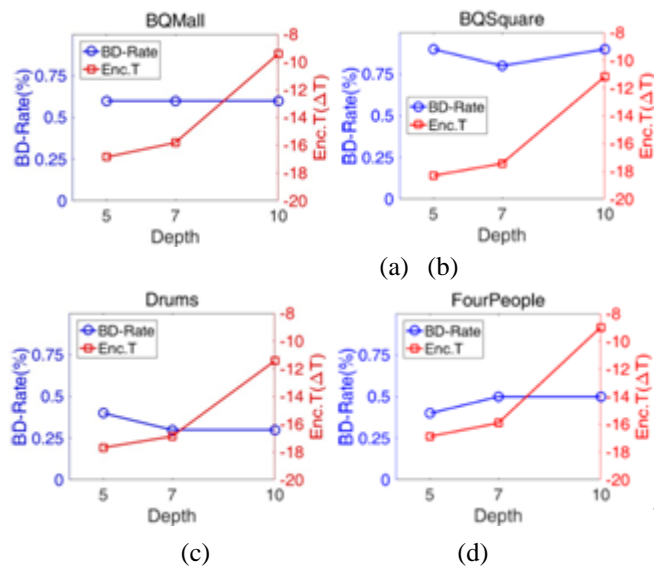 BQMall
BD-Rate(%)
0.75
0.5
0.25
0
BD-Rate
Enc.T
-8
-10
-12
-14
-16
-18
-20
Enc.T(ΔT)
5 7 10
Depth
BQSquare
BD-Rate(%)
0.75
0.5
0.25
0
BD-Rate
Enc.T
-8
-10
-12
-14
-16
-18
-20
Enc.T(ΔT)
5 7 10
Depth
(a) (b)
Drums
BD-Rate(%)
0.75
0.5
0.25
0
BD-Rate
Enc.T
-8
-10
-12
-14
-16
-18
-20
Enc.T(ΔT)
5 7 10
Depth
FourPeople
BD-Rate(%)
0.75
0.5
0.25
0
BD-Rate
Enc.T
-8
-10
-12
-14
-16
-18
-20
Enc.T(ΔT)
5 7 10
Depth
(c) (d)